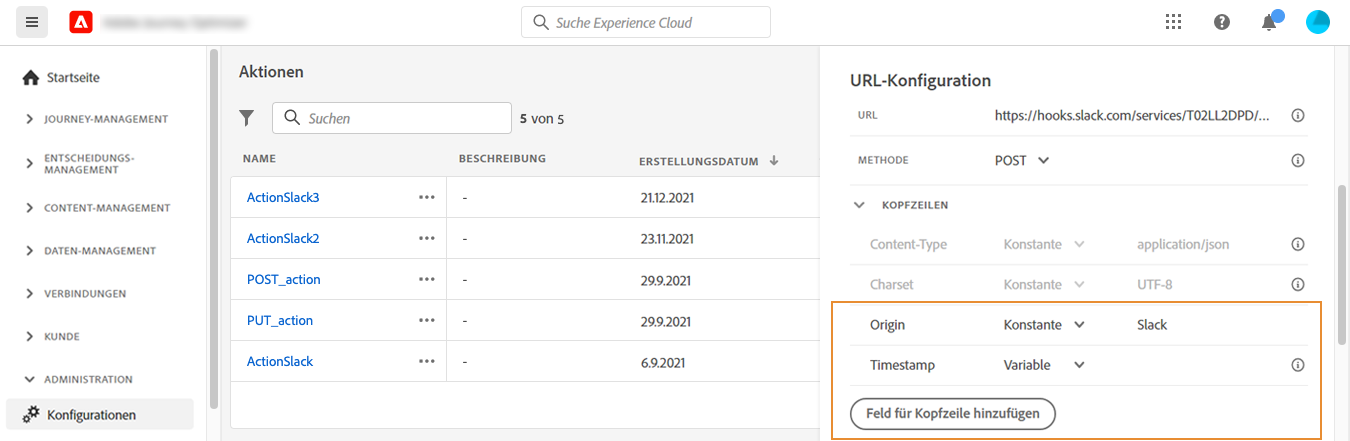 Suche Experience Cloud
Startseite
JOURNEY-MANAGEMENT
ENTSCHEIDUNGS-
MANAGEMENT
CONTENT-MANAGEMENT
DATEN-MANAGEMENT
VERBINDUNGEN
KUNDE
ADMINISTRATION
Konfigurationen
Aktionen
Suchen
5 von 5
NAME BESCHREIBUNG ERSTELLUNGSDATUM
ActionSlack3 - 21.12.2021
ActionSlack2 - 23.11.2021
POST_action - 29.9.2021
PUT_action - 29.9.2021
ActionSlack - 6.9.2021
URL-Konfiguration
URL https://hooks.slack.com/services/T02LL2DPD/...
METHODE POST
KOPFZEILEN
Content-Type Konstante application/json
Charset Konstante UTF-8
Origin Konstante Slack
Timestamp Variable
Feld für Kopfzeile hinzufügen